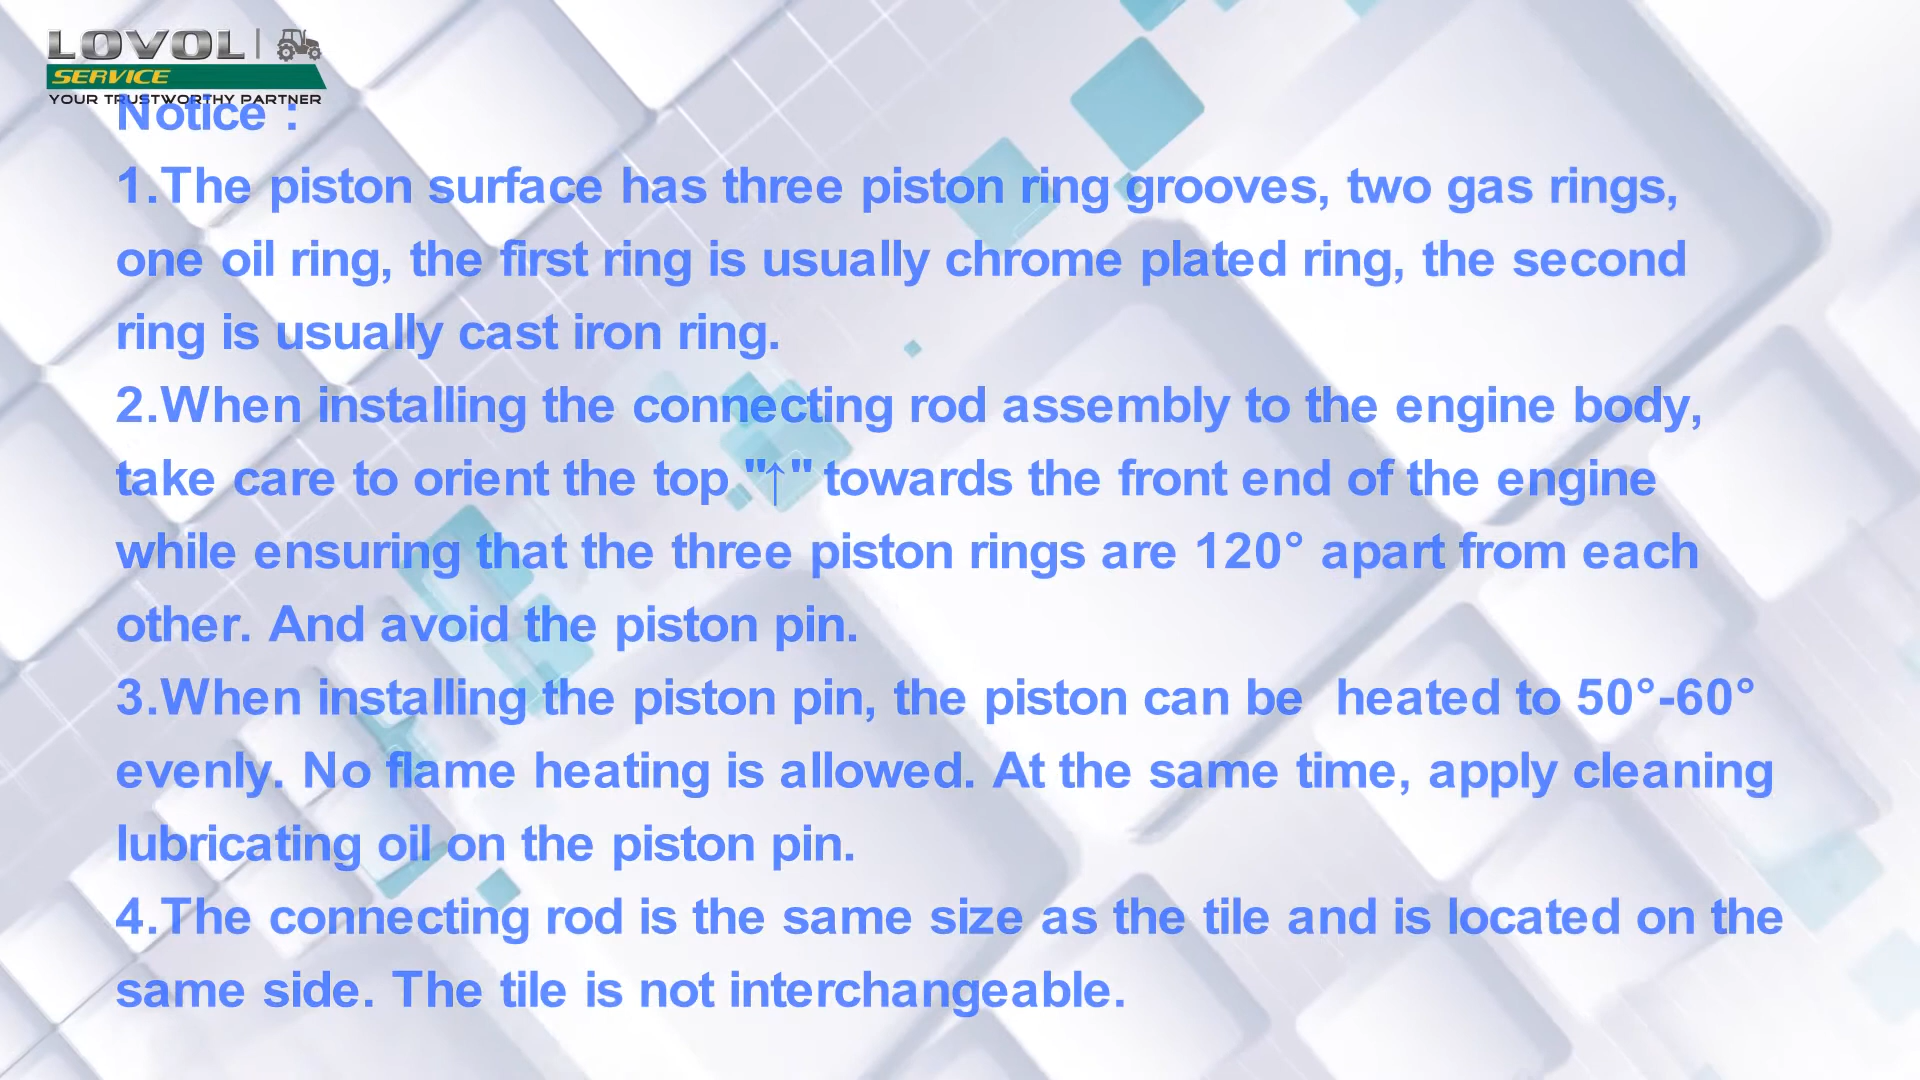 LOVOL
SERVICE
YOUR TRUSTWORTHY PARTNER
Notice :
1.The piston surface has three piston ring grooves, two gas rings,
one oil ring, the first ring is usually chrome plated ring, the second
ring is usually cast iron ring.
2.When installing the connecting rod assembly to the engine body,
take care to orient the top "↑" towards the front end of the engine
while ensuring that the three piston rings are 120° apart from each
other. And avoid the piston pin.
3.When installing the piston pin, the piston can be  heated to 50°-60°
evenly. No flame heating is allowed. At the same time, apply cleaning
lubricating oil on the piston pin.
4.The connecting rod is the same size as the tile and is located on the
same side. The tile is not interchangeable.